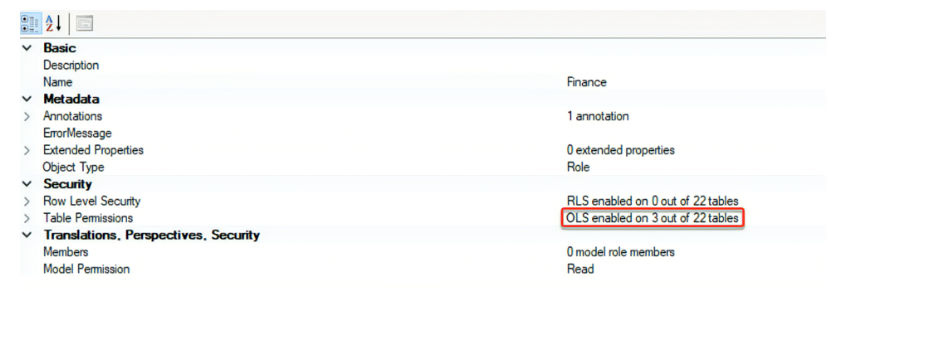 Basic
Description
Name Finance
Metadata
Annotations 1 annotation
ErrorMessage
Extended Properties 0 extended properties
Object Type Role
Security
Row Level Security RLS enabled on 0 out of 22 tables
Table Permissions OLS enabled on 3 out of 22 tables
Translations, Perspectives, Security
Members 0 model role members
Model Permission Read